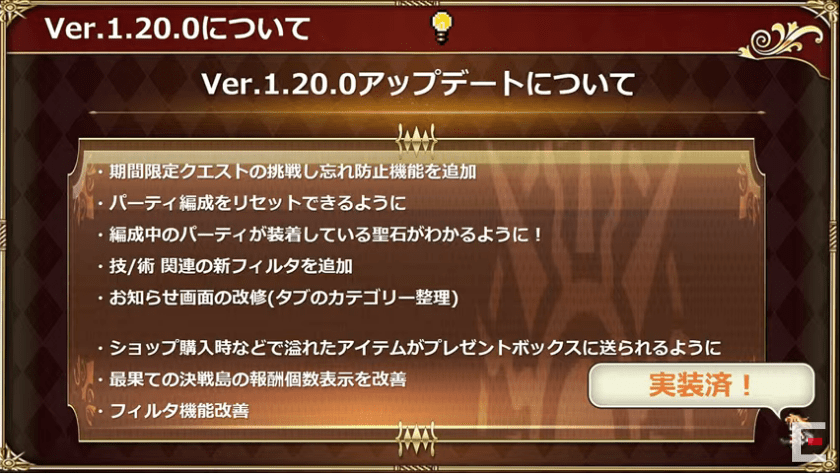 Ver.1.20.0について
Ver.1.20.0アップデートについて
・期間限定クエストの挑戦し忘れ防止機能を追加
・パーティ編成をリセットできるように
・編成中のパーティが装着している聖石がわかるように！
・技/術 関連の新フィルタを追加
・お知らせ画面の改修(タブのカテゴリー整理)
・ショップ購入時などで溢れたアイテムがプレゼントボックスに送られるように
・最果ての決戦島の報酬個数表示を改善
・フィルタ機能改善
実装済！